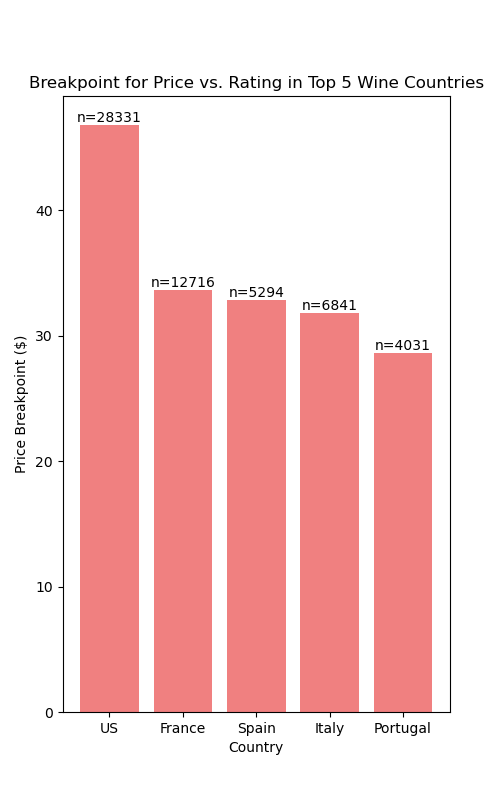 Breakpoint for Price vs. Rating in Top 5 Wine Countries
n=28331
n=12716
n=5294
n=6841
n=4031
40
30
20
10
0
Price Breakpoint ($)
US France Spain Italy Portugal
Country